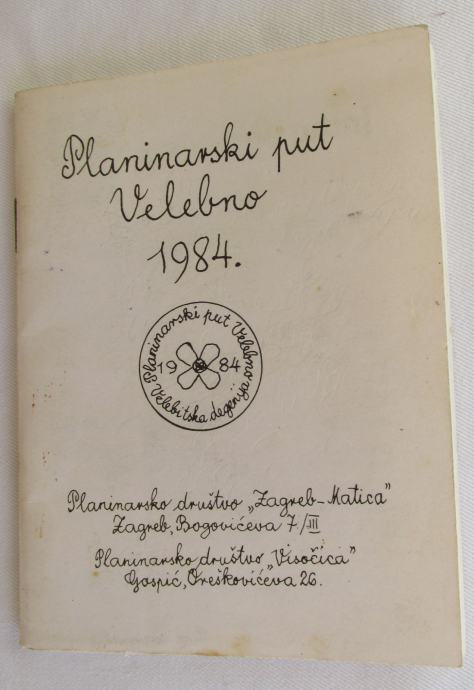 Planinarski put
Velebno
1984.
Planinarski put Velebno
19 84
Velebitska degenija
Planinarsko društvo „Zagreb-Matica”
Zagreb, Bogovićeva 7/III
Planinarsko društvo „Visočica”
Gospić, Oreškovićeva 26.